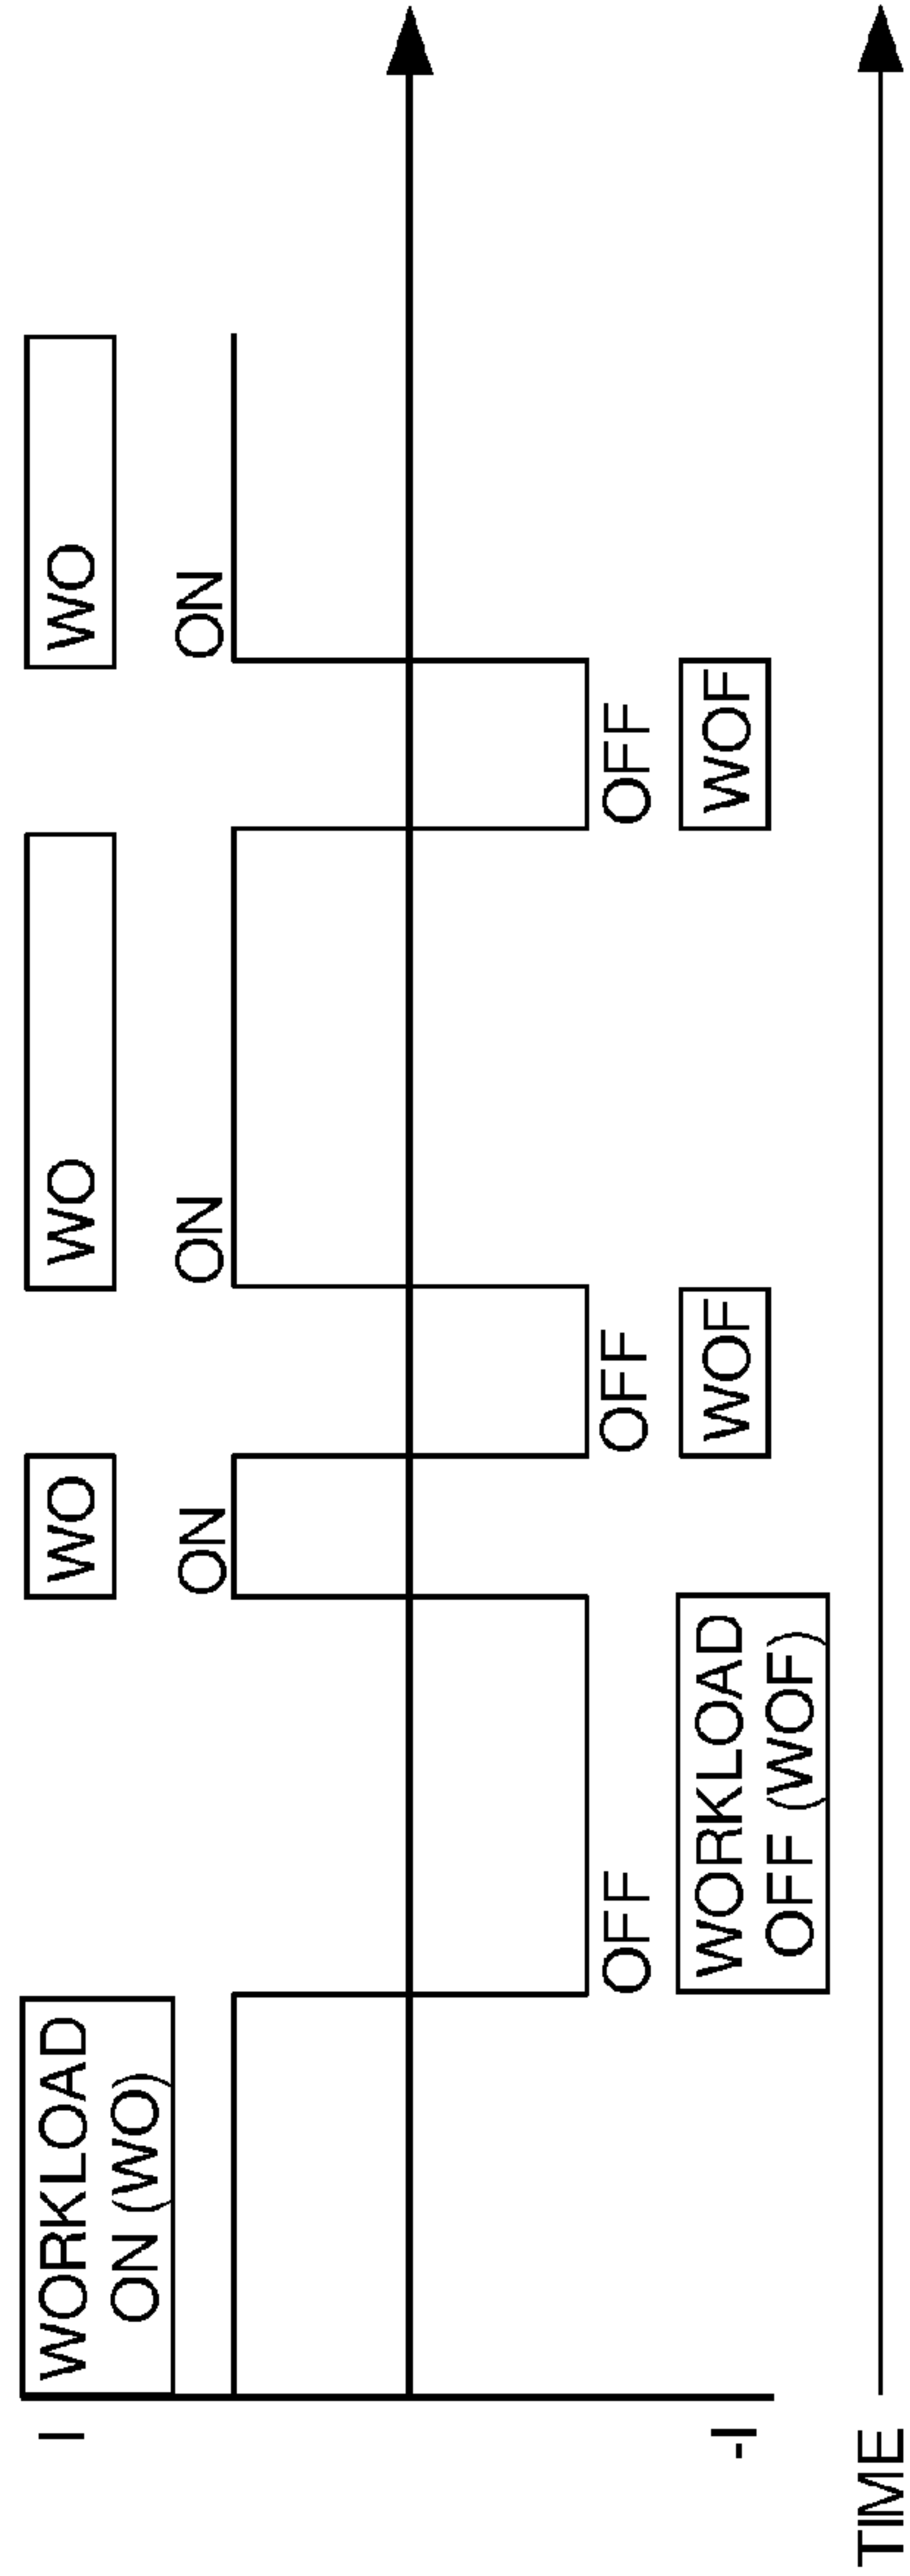 I
WORKLOAD
ON (WO)
WO
WO
WO
ON
ON
ON
OFF
OFF
OFF
-I
WORKLOAD
OFF (WOF)
WOF
WOF
TIME